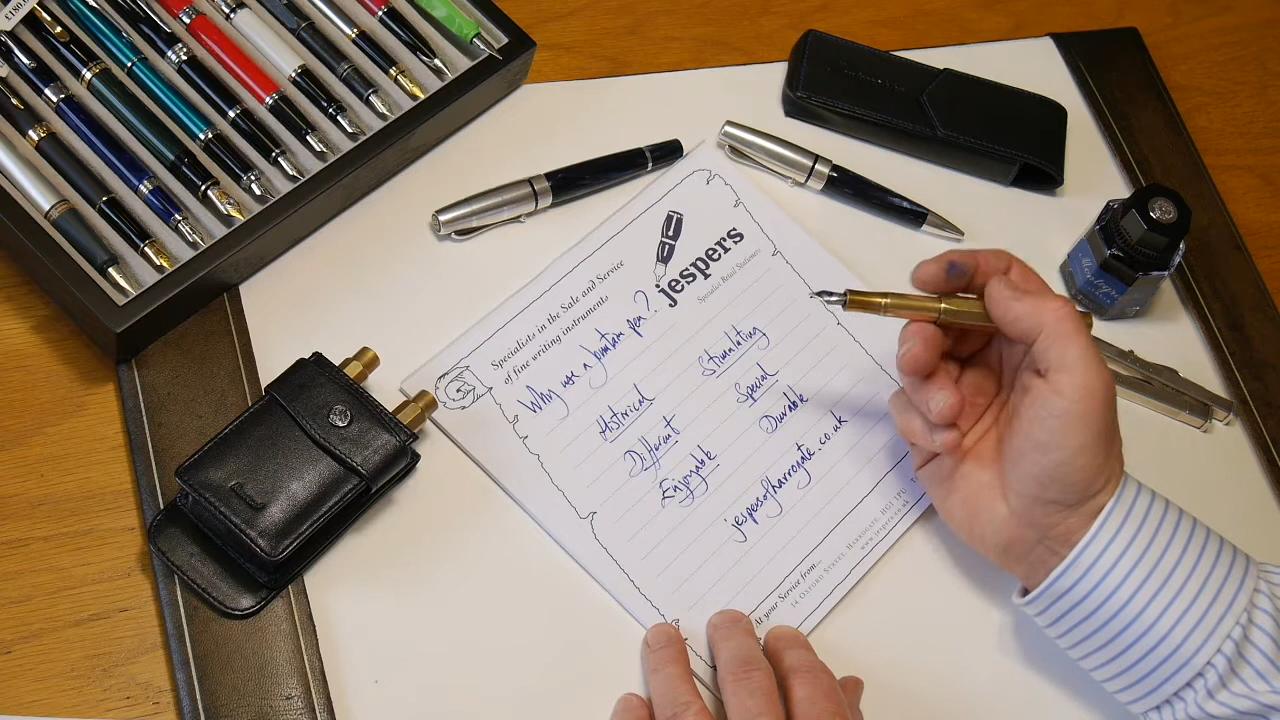 Specialists in the Sale and Service
of fine writing instruments
jespers
Specialist Retail Stationers
Why use a fountain pen?
Historical
Stimulating
Different
Special
Enjoyable
Durable
jespersofharrogate.co.uk
At your Service from...
14 Oxford Street, Harrogate, HG1 1PU
www.jespers.co.uk